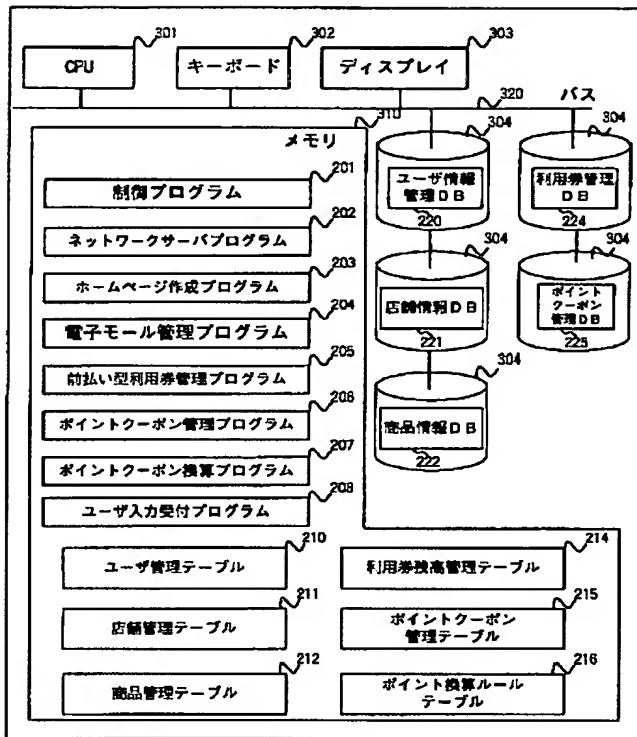 301
302
303
CPU
キーボード
ディスプレイ
320
バス
310
メモリ
304
304
201
制御プログラム
ユーザ情報
管理DB
220
利用券管理
DB
224
202
ネットワークサーバプログラム
203
ホームページ作成プログラム
304
304
店舗情報DB
221
ポイント
クーポン
管理DB
225
204
電子モール管理プログラム
205
前払い型利用券管理プログラム
304
206
ポイントクーポン管理プログラム
商品情報DB
222
207
ポイントクーポン換算プログラム
208
ユーザ入力受付プログラム
210
ユーザ管理テーブル
214
利用券残高管理テーブル
211
店舗管理テーブル
215
ポイントクーポン
管理テーブル
212
商品管理テーブル
216
ポイント換算ルール
テーブル